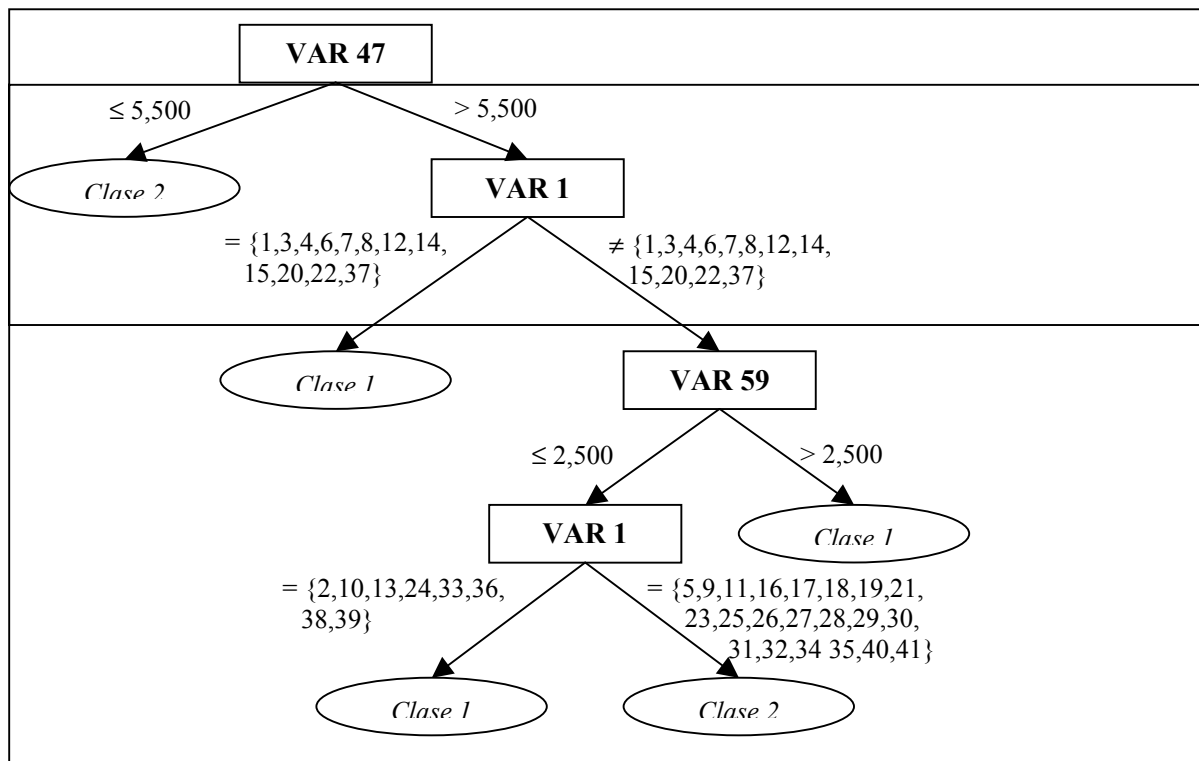 VAR 47
≤ 5,500
> 5,500
Clase 2
VAR 1
= {1,3,4,6,7,8,12,14,
15,20,22,37}
≠ {1,3,4,6,7,8,12,14,
15,20,22,37}
Clase 1
VAR 59
≤ 2,500
> 2,500
VAR 1
Clase 1
= {2,10,13,24,33,36,
38,39}
= {5,9,11,16,17,18,19,21,
23,25,26,27,28,29,30,
31,32,34 35,40,41}
Clase 1
Clase 2